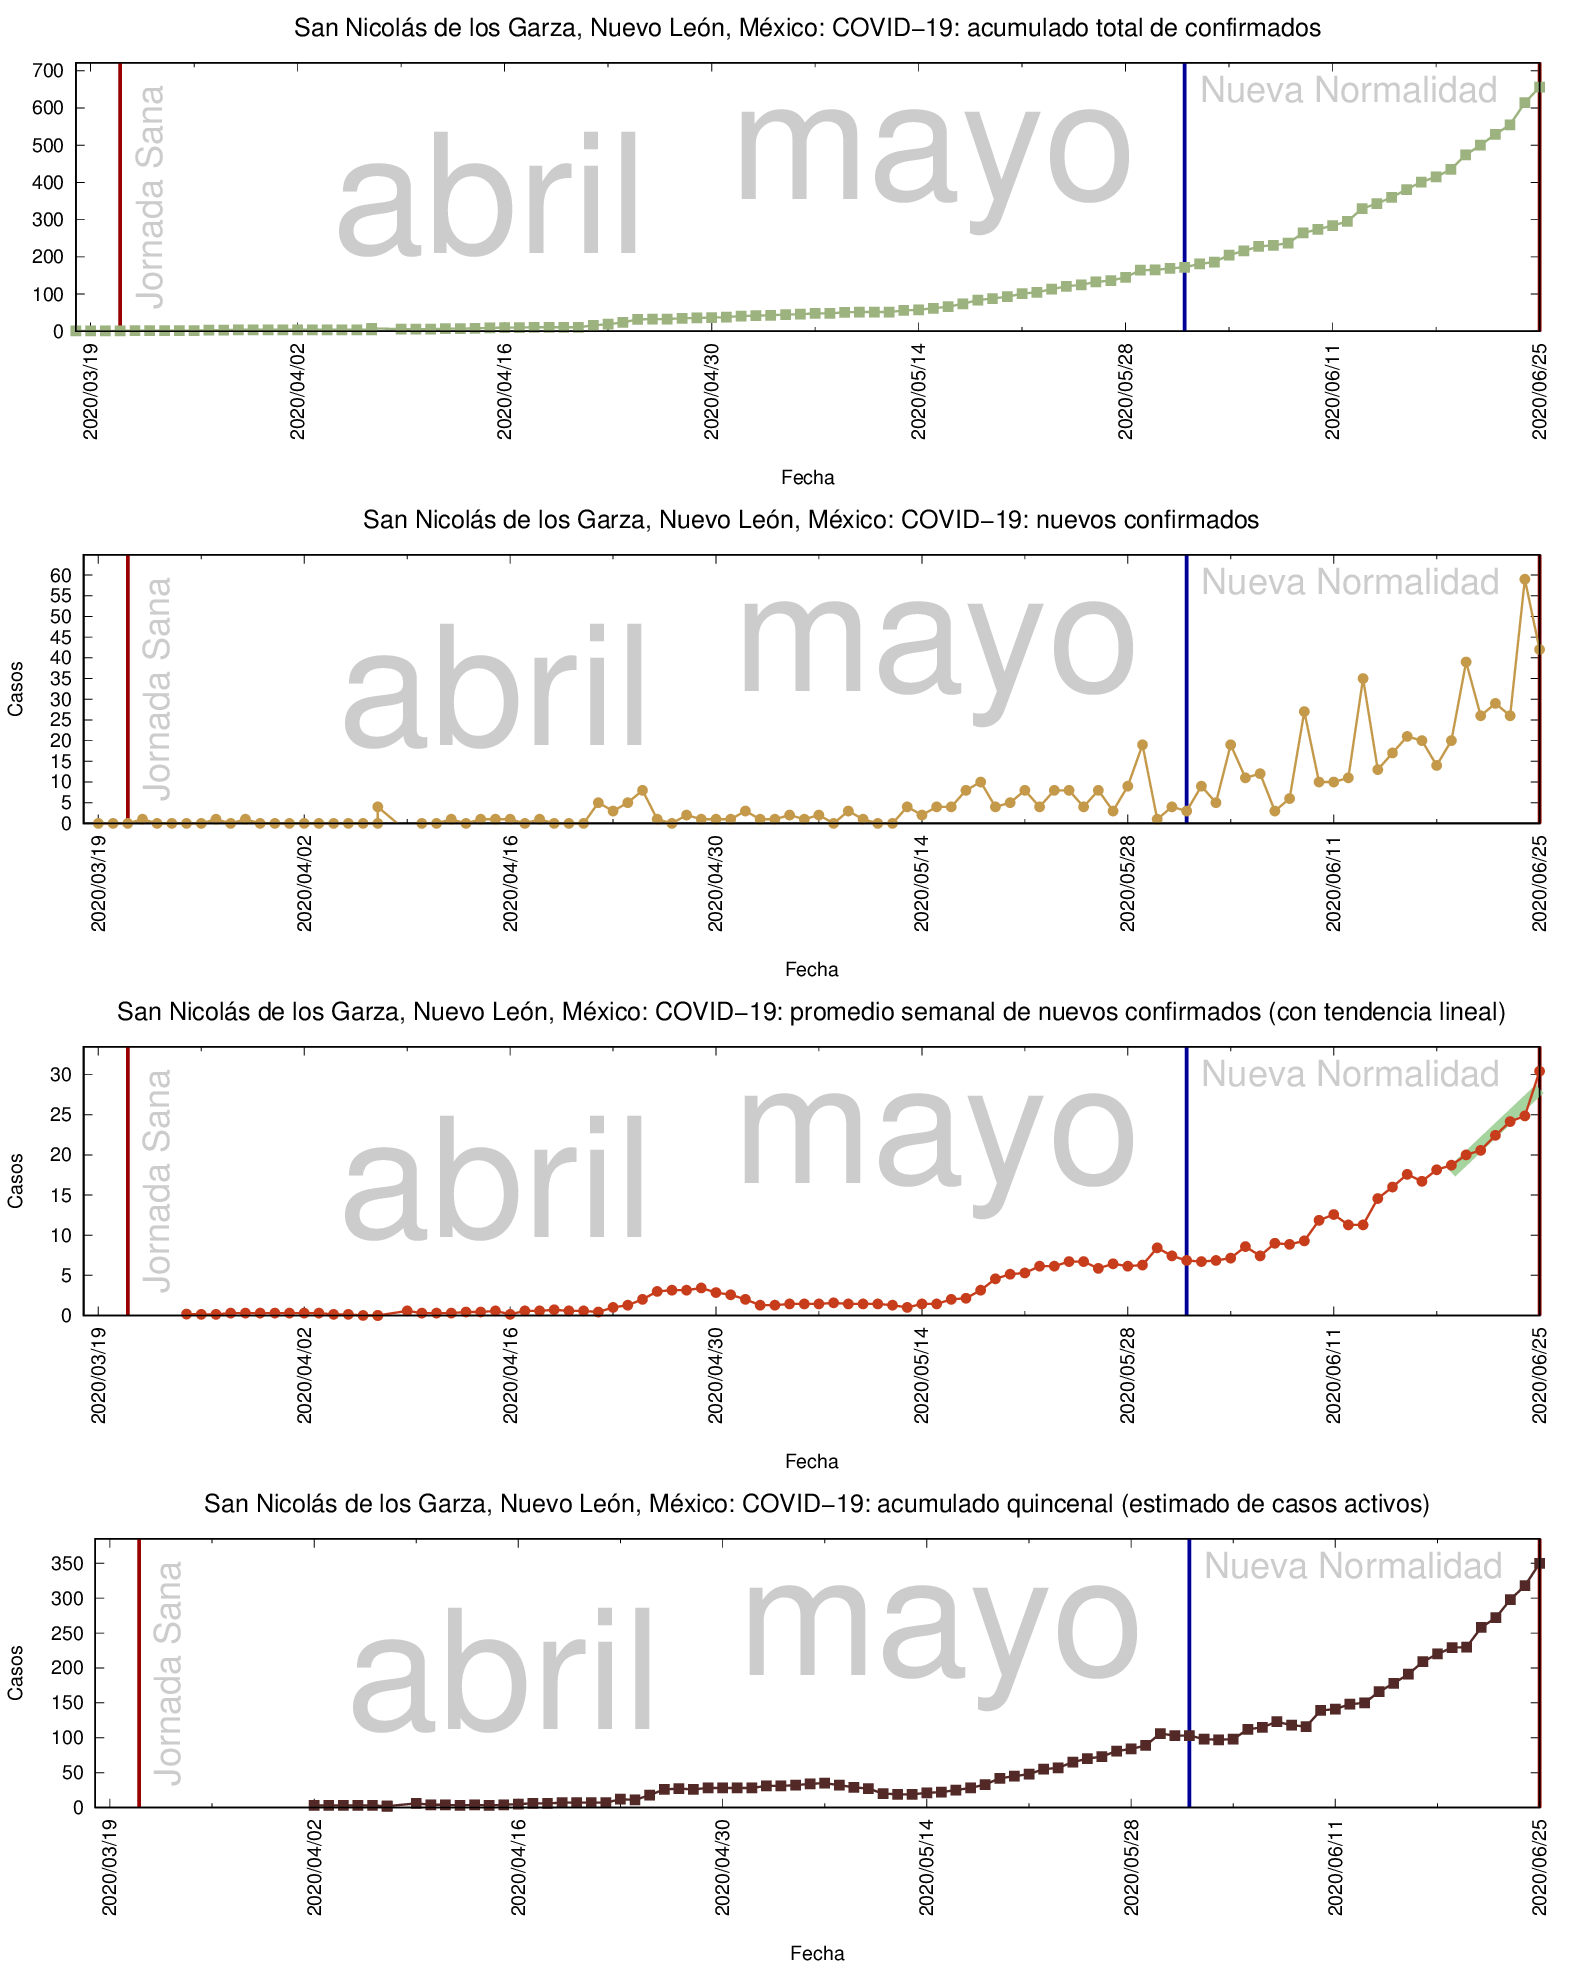 San Nicolás de los Garza, Nuevo León, México: COVID−19: acumulado total de confirmados
700
600
500
400
300
200
100
0
Jornada Sana
abril
mayo
Nueva Normalidad
2020/03/19
2020/04/02
2020/04/16
2020/04/30
2020/05/14
2020/05/28
2020/06/11
2020/06/25
Fecha
San Nicolás de los Garza, Nuevo León, México: COVID−19: nuevos confirmados
Casos
60
55
50
45
40
35
30
25
20
15
10
5
0
Jornada Sana
abril
mayo
Nueva Normalidad
2020/03/19
2020/04/02
2020/04/16
2020/04/30
2020/05/14
2020/05/28
2020/06/11
2020/06/25
Fecha
San Nicolás de los Garza, Nuevo León, México: COVID−19: promedio semanal de nuevos confirmados (con tendencia lineal)
Casos
30
25
20
15
10
5
0
Jornada Sana
abril
mayo
Nueva Normalidad
2020/03/19
2020/04/02
2020/04/16
2020/04/30
2020/05/14
2020/05/28
2020/06/11
2020/06/25
Fecha
San Nicolás de los Garza, Nuevo León, México: COVID−19: acumulado quincenal (estimado de casos activos)
Casos
350
300
250
200
150
100
50
0
Jornada Sana
abril
mayo
Nueva Normalidad
2020/03/19
2020/04/02
2020/04/16
2020/04/30
2020/05/14
2020/05/28
2020/06/11
2020/06/25
Fecha